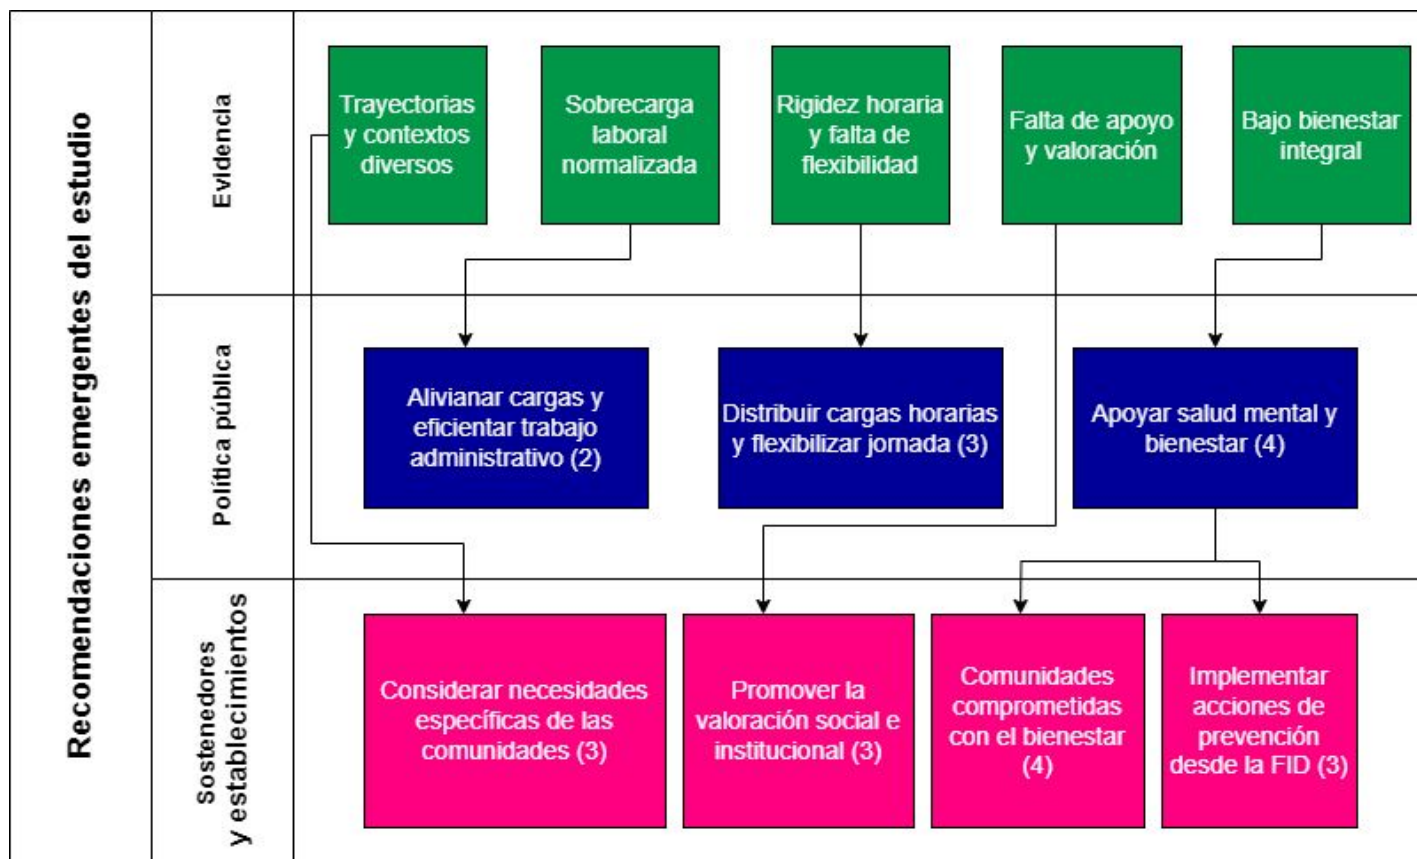 Recomendaciones emergentes del estudio
Evidencia
Trayectorias
y contextos
diversos
Sobrecarga
laboral
normalizada
Rigidez horaria
y falta de
flexibilidad
Falta de apoyo
y valoración
Bajo bienestar
integral
Política pública
Alivianar cargas y
eficientar trabajo
administrativo (2)
Distribuir cargas horarias
y flexibilizar jornada (3)
Apoyar salud mental y
bienestar (4)
Sostenedores
y establecimientos
Considerar necesidades
específicas de las
comunidades (3)
Promover la
valoración social e
institucional (3)
Comunidades
comprometidas
con el bienestar
(4)
Implementar
acciones de
prevención
desde la FID (3)